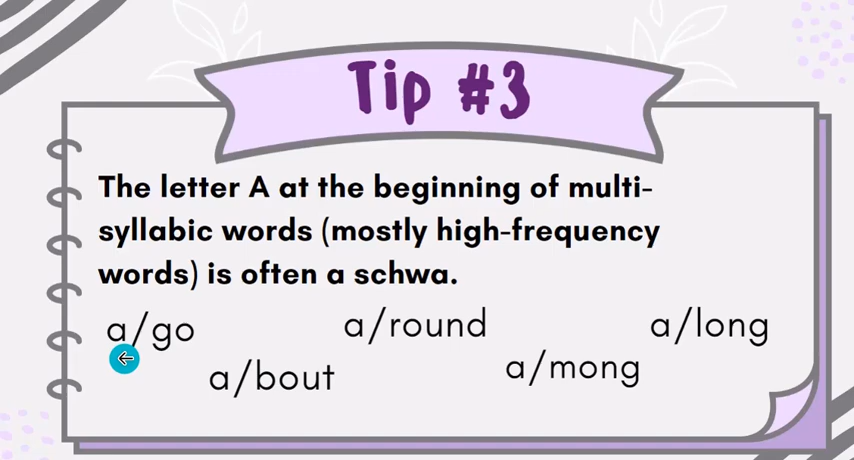 Tip #3
The letter A at the beginning of multi-
syllabic words (mostly high-frequency
words) is often a schwa.
a/go a/round a/long
a/bout a/mong